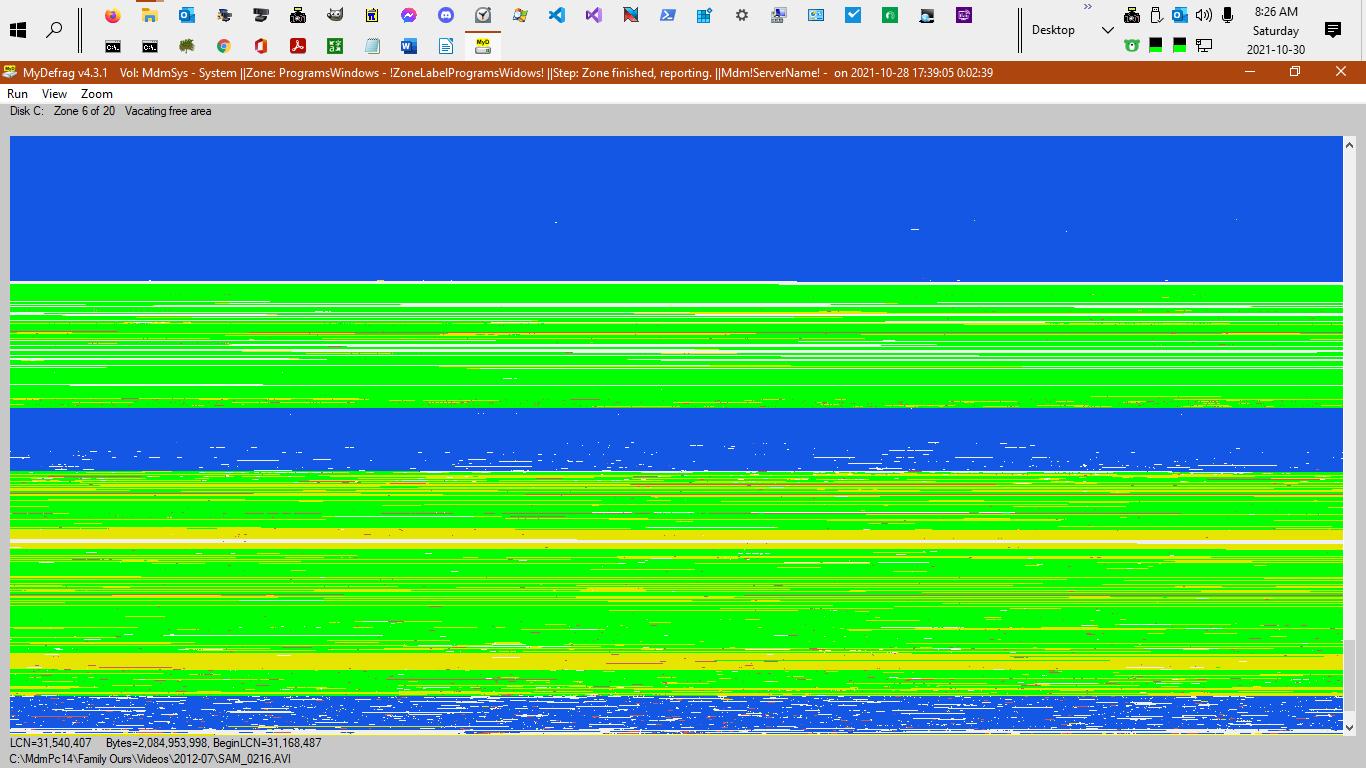 8:26 AM
Desktop
Saturday
2021-10-30
MyD
MyDefrag v4.3.1 Vol: MdmSys - System ||Zone: ProgramsWindows - !ZoneLabelProgramsWidows! ||Step: Zone finished, reporting. ||Mdm!ServerName! - on 2021-10-28 17:39:05 0:02:39
Run View Zoom
Disk C: Zone 6 of 20 Vacating free area
LCN=31,540,407 Bytes=2,084,953,998, BeginLCN=31,168,487
C:\MdmPc14\Family Ours\Videos\2012-07\SAM_0216.AVI